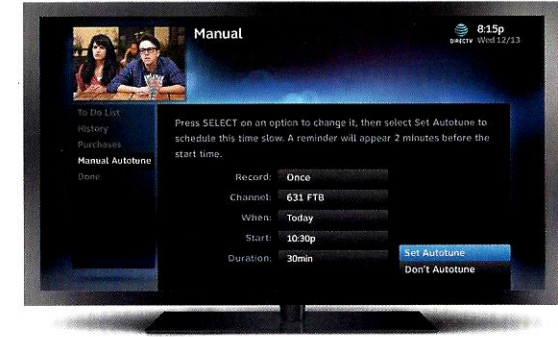 Manual
DIRECTV
8:15p
Wed 12/13
To Do List
History
Purchases
Manual Autotune
Done
Press SELECT on an option to change it, then select Set Autotune to
schedule this time slow. A reminder will appear 2 minutes before the
start time.
Record: Once
Channel: 631 FTB
When: Today
Start: 10:30p
Duration: 30min
Set Autotune
Don't Autotune